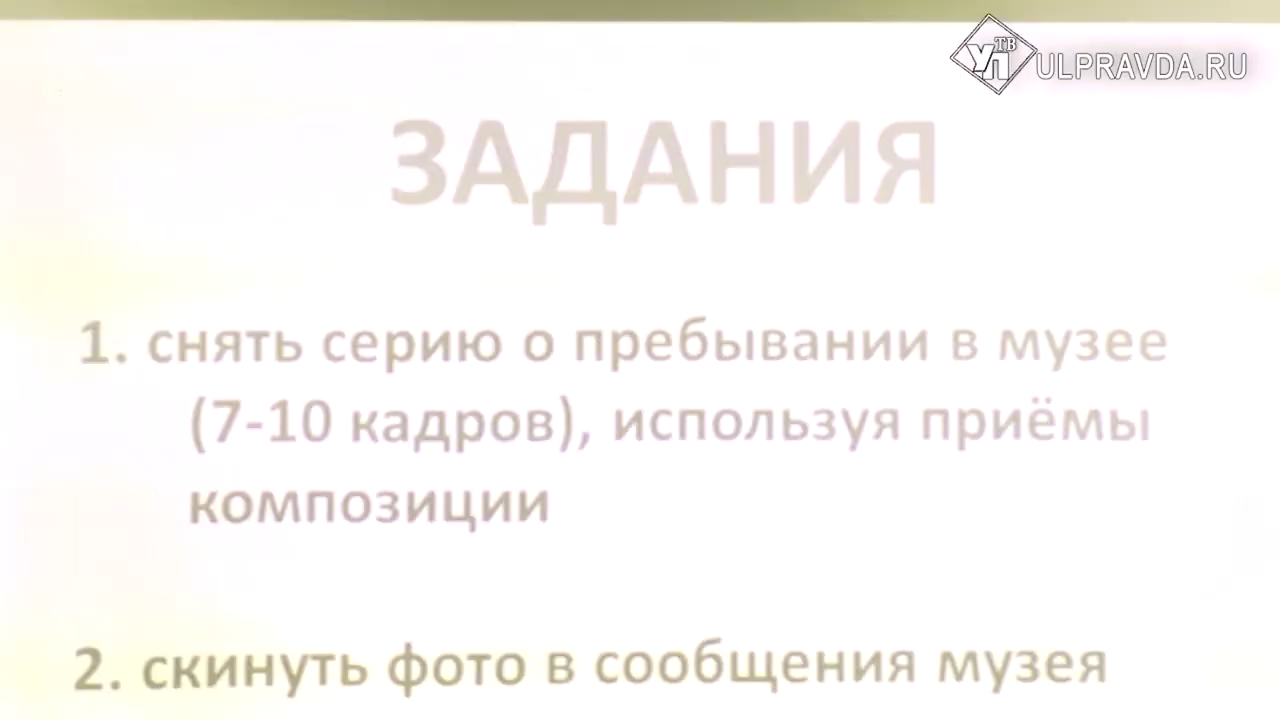 УП ТВ
ULPRAVDA.RU
ЗАДАНИЯ
1. снять серию о пребывании в музее
(7-10 кадров), используя приёмы
композиции
2. скинуть фото в сообщения музея